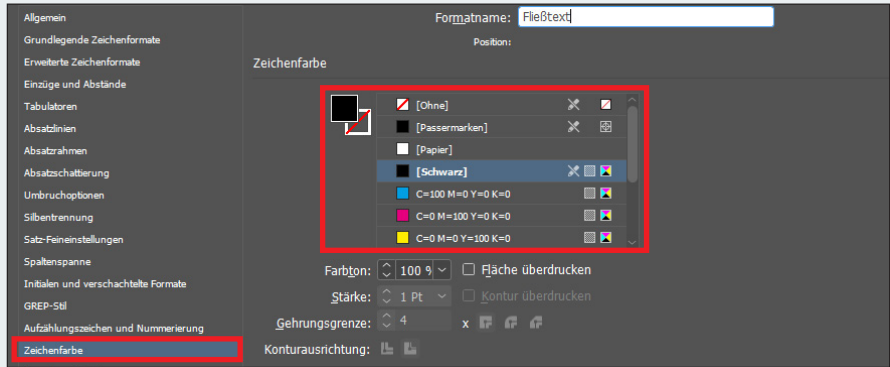 Allgemein
Grundlegende Zeichenformate
Erweiterte Zeichenformate
Einzüge und Abstände
Tabulatoren
Absatzlinien
Absatzrahmen
Absatzschattierung
Umbruchoptionen
Silbentrennung
Satz-Feineinstellungen
Spaltenspanne
Initialen und verschachtelte Formate
GREP-Stil
Aufzählungszeichen und Nummerierung
Zeichenfarbe
Formatname: Fließtext
Position:
Zeichenfarbe
[Ohne]
[Passermarken]
[Papier]
[Schwarz]
C=100 M=0 Y=0 K=0
C=0 M=100 Y=0 K=0
C=0 M=0 Y=100 K=0
Farbton: 100 % Fläche überdrucken
Stärke: 1 Pt Kontur überdrucken
Gehrungsgrenze: 4 x
Konturausrichtung: